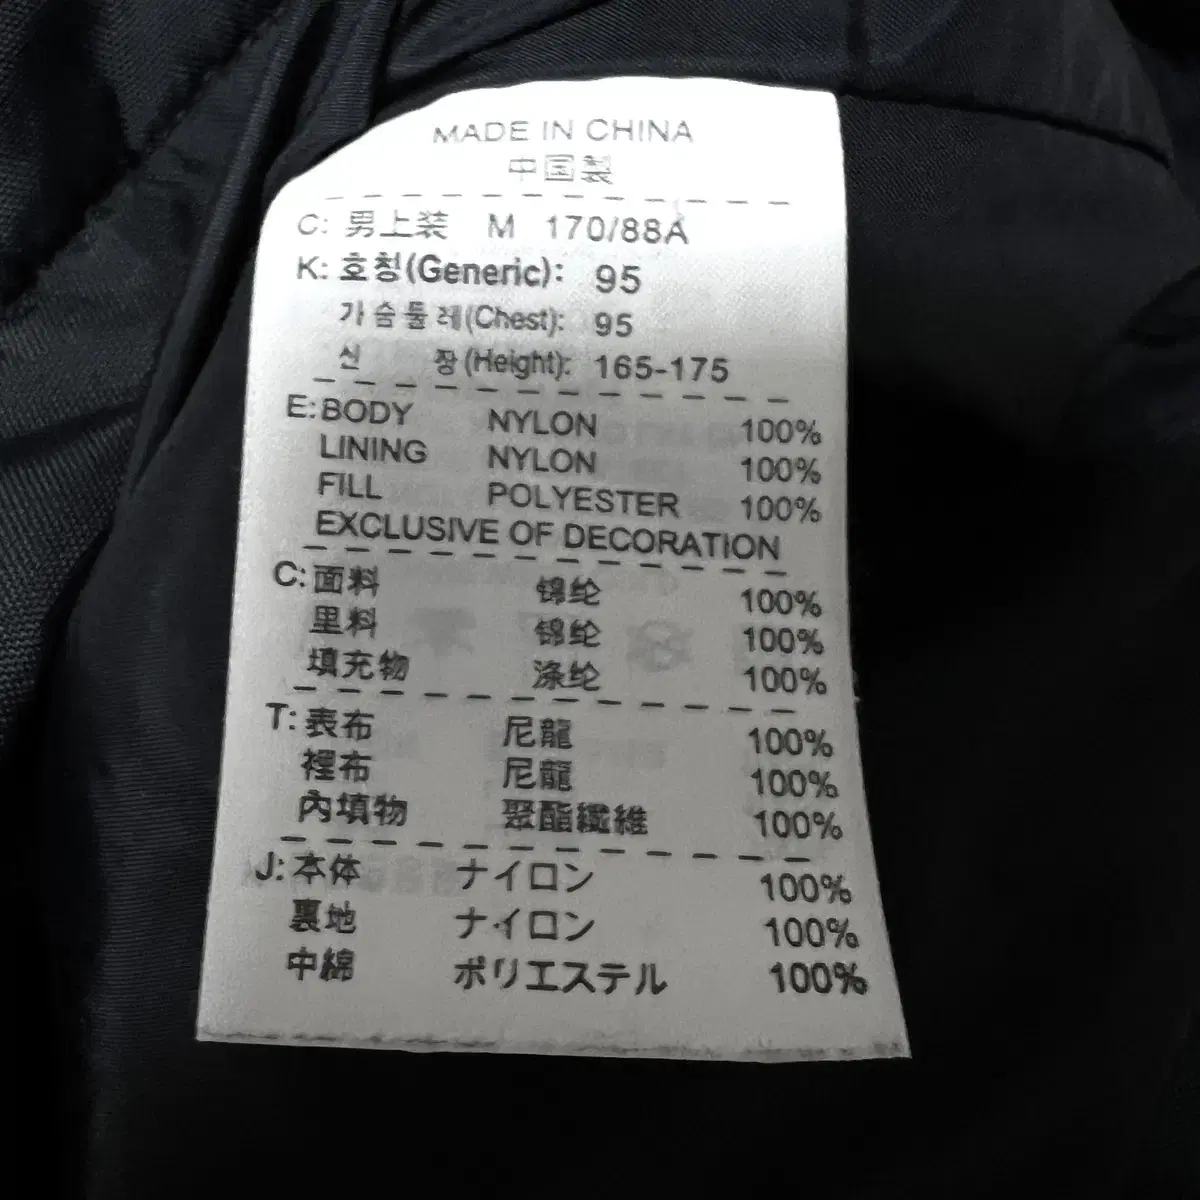 MADE IN CHINA
中国製
C: 男上装 M 170/88A
K: 호칭(Generic): 95
가슴둘레(Chest): 95
신 장(Height): 165-175
E: BODY NYLON 100%
LINING NYLON 100%
FILL POLYESTER 100%
EXCLUSIVE OF DECORATION
C: 面料 锦纶 100%
里料 锦纶 100%
填充物 涤纶 100%
T: 表布 尼龍 100%
裡布 尼龍 100%
內填物 聚酯纖維 100%
J: 本体 ナイロン 100%
裏地 ナイロン 100%
中綿 ポリエステル 100%